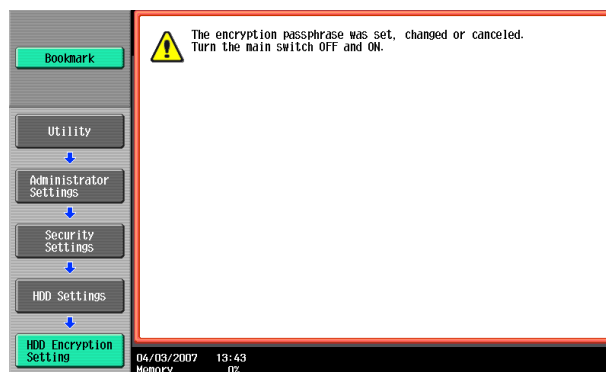 Bookmark
Utility
Administrator
Settings
Security
Settings
HDD Settings
HDD Encryption
Setting
The encryption passphrase was set, changed or canceled.
Turn the main switch OFF and ON.
04/03/2007 13:43
Memory 0%